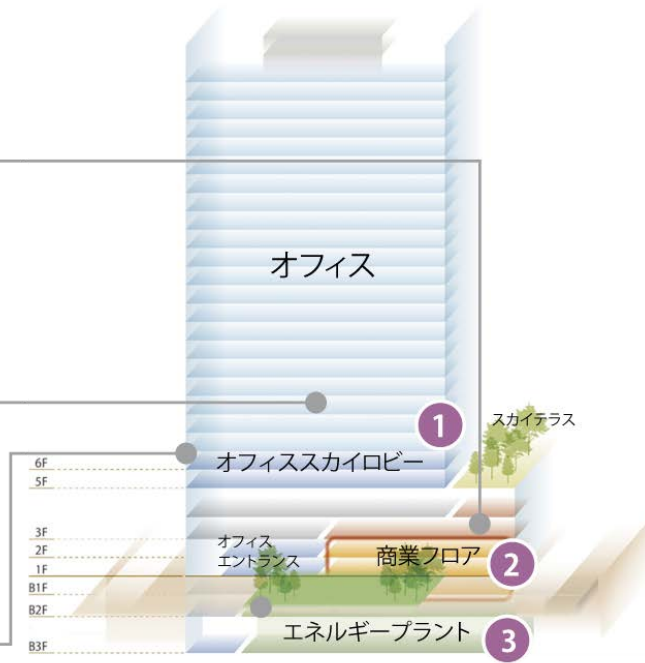 オフィス
1
スカイテラス
オフィススカイロビー
6F
5F
3F
2F
1F
B1F
B2F
B3F
オフィス
エントランス
商業フロア
2
エネルギープラント
3